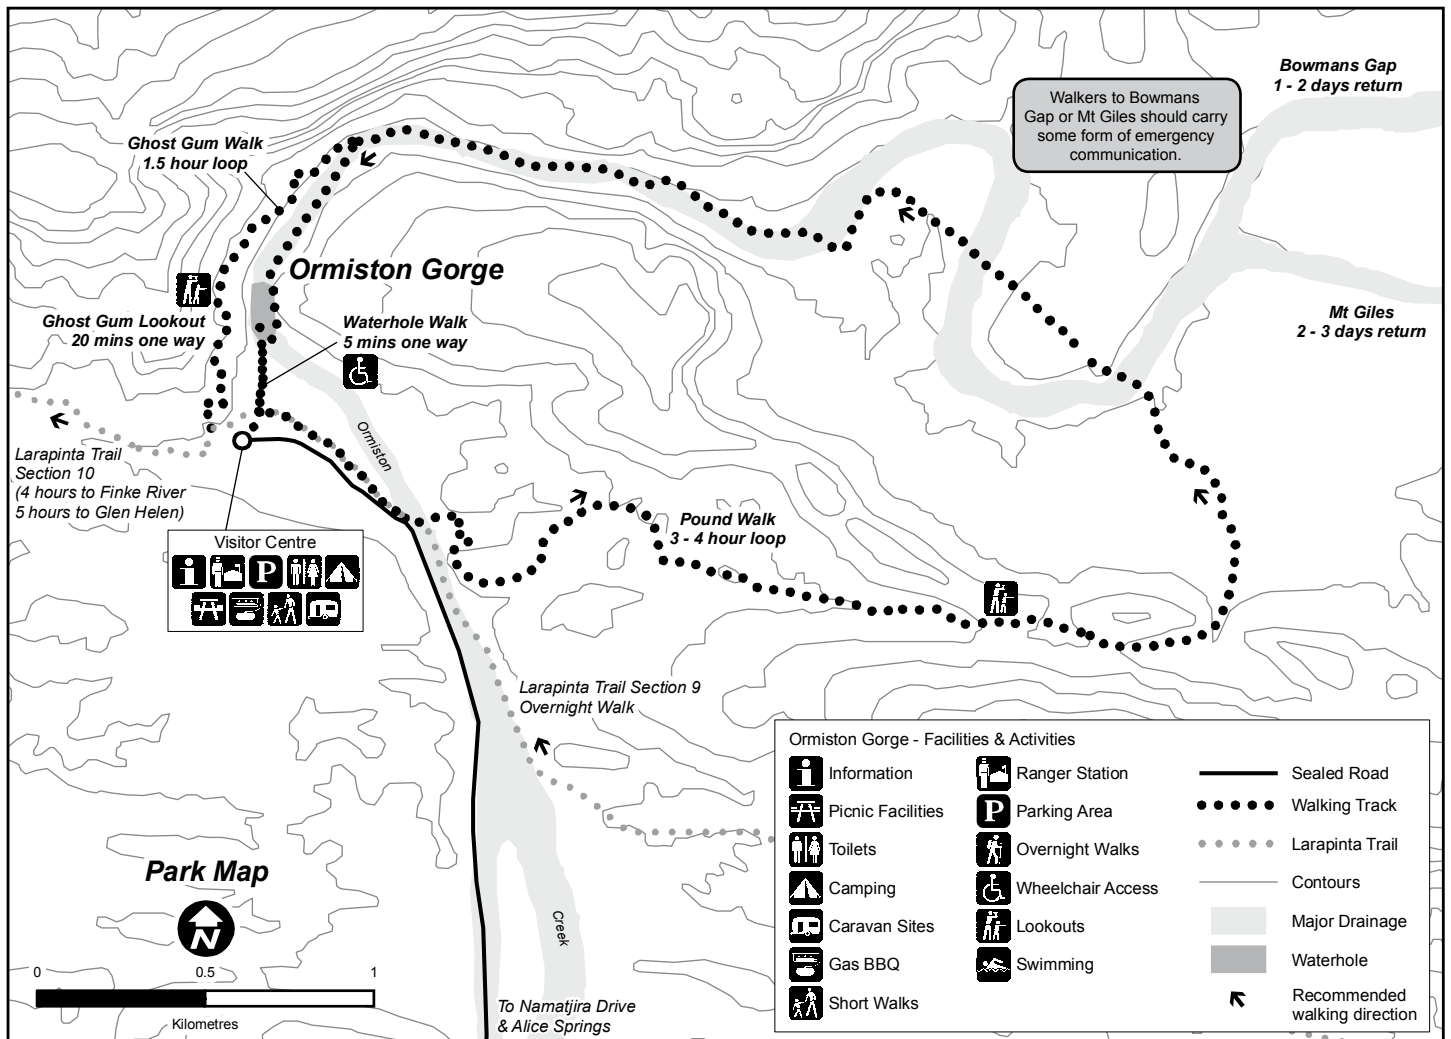 Bowmans Gap
1 - 2 days return
Walkers to Bowmans
Gap or Mt Giles should carry
some form of emergency
communication.
Ghost Gum Walk
1.5 hour loop
Ormiston Gorge
Ghost Gum Lookout
20 mins one way
Waterhole Walk
5 mins one way
Mt Giles
2 - 3 days return
Ormiston
Larapinta Trail
Section 10
(4 hours to Finke River
5 hours to Glen Helen)
Pound Walk
3 - 4 hour loop
Visitor Centre
P
Larapinta Trail Section 9
Overnight Walk
Park Map
N
0 0.5 1
Kilometres
Creek
To Namatjira Drive
& Alice Springs
Ormiston Gorge - Facilities & Activities
Information
Picnic Facilities
Toilets
Camping
Caravan Sites
Gas BBQ
Short Walks
Ranger Station
P Parking Area
Overnight Walks
Wheelchair Access
Lookouts
Swimming
Sealed Road
Walking Track
Larapinta Trail
Contours
Major Drainage
Waterhole
Recommended
walking direction